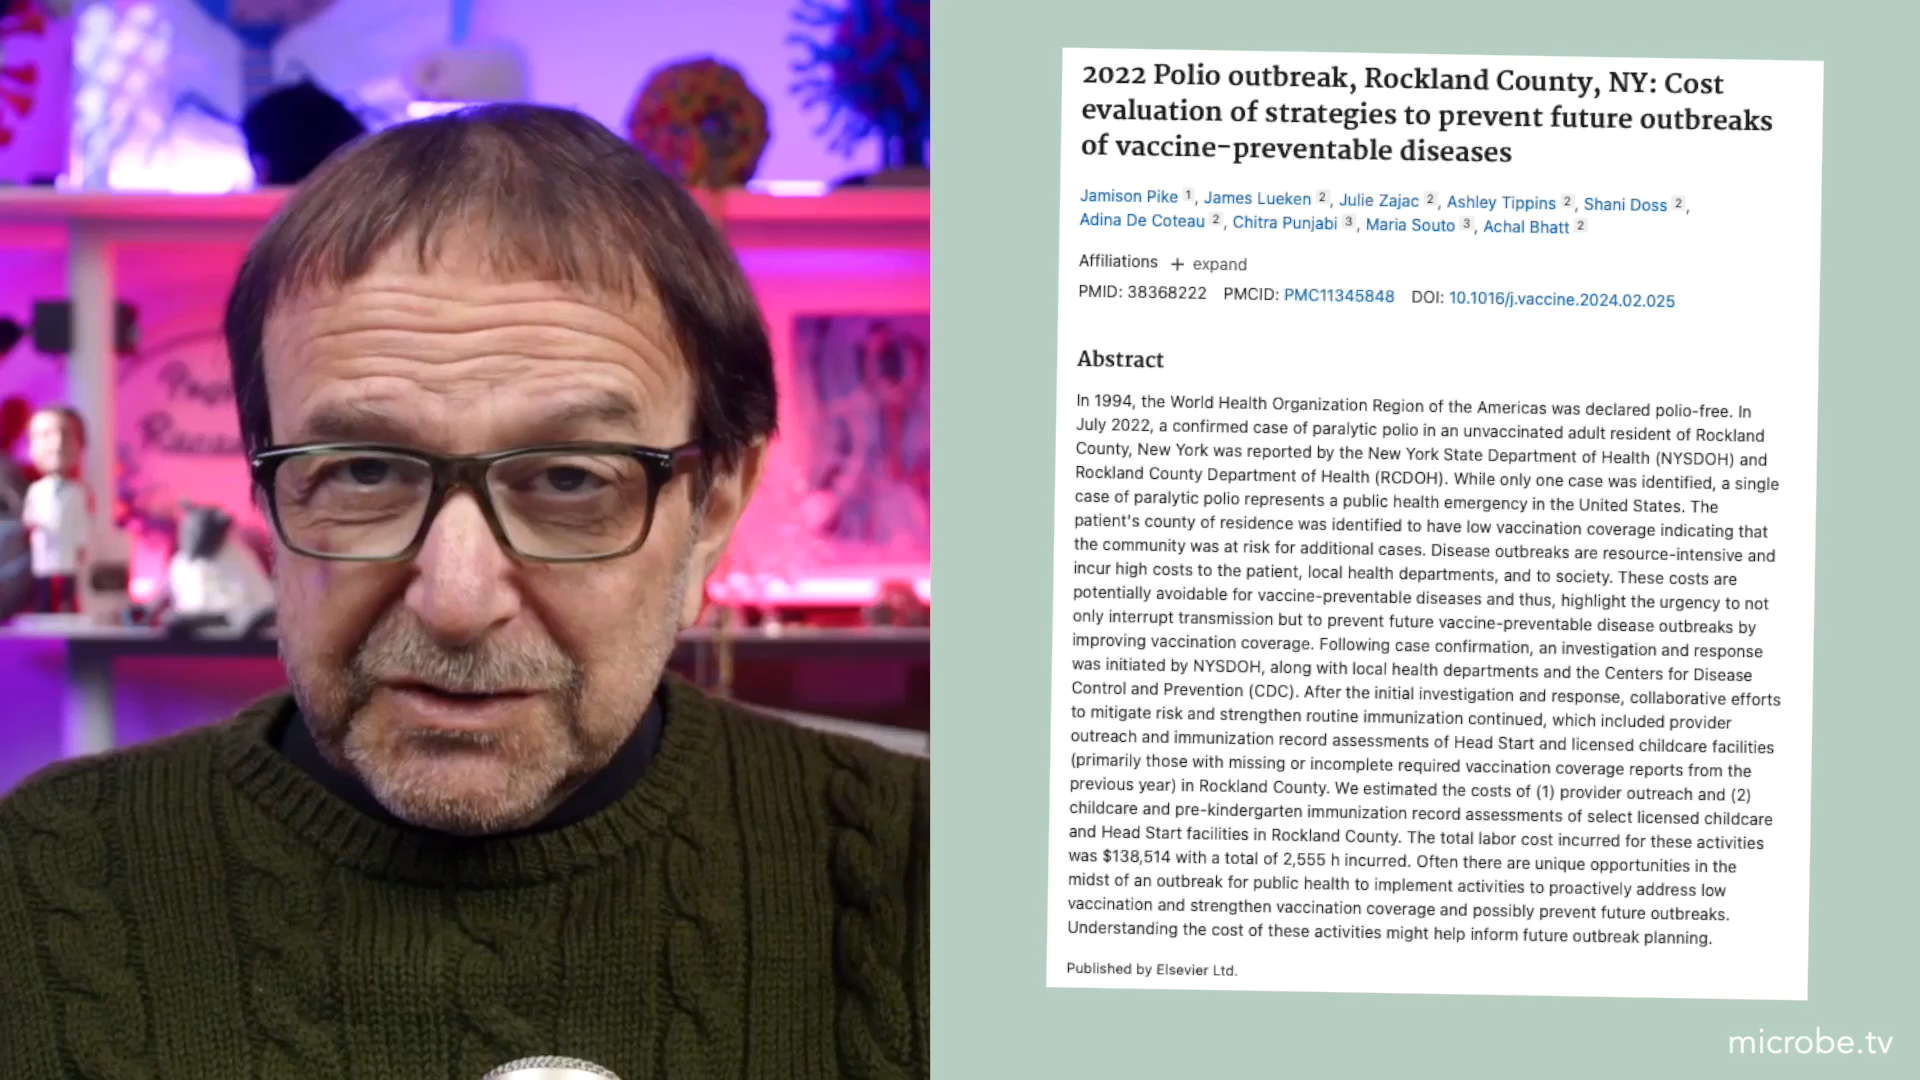 2022 Polio outbreak, Rockland County, NY: Cost
evaluation of strategies to prevent future outbreaks
of vaccine-preventable diseases
Jamison Pike 1, James Lueken 2, Julie Zajac 2, Ashley Tippins 2, Shani Doss 2,
Adina De Coteau 2, Chitra Punjabi 3, Maria Souto 3, Achal Bhatt 2
Affiliations + expand
PMID: 38368222 PMCID: PMC11345848 DOI: 10.1016/j.vaccine.2024.02.025
Abstract
In 1994, the World Health Organization Region of the Americas was declared polio-free. In
July 2022, a confirmed case of paralytic polio in an unvaccinated adult resident of Rockland
County, New York was reported by the New York State Department of Health (NYSDOH) and
Rockland County Department of Health (RCDOH). While only one case was identified, a single
case of paralytic polio represents a public health emergency in the United States. The
patient's county of residence was identified to have low vaccination coverage indicating that
the community was at risk for additional cases. Disease outbreaks are resource-intensive and
incur high costs to the patient, local health departments, and to society. These costs are
potentially avoidable for vaccine-preventable diseases and thus, highlight the urgency to not
only interrupt transmission but to prevent future vaccine-preventable disease outbreaks by
improving vaccination coverage. Following case confirmation, an investigation and response
was initiated by NYSDOH, along with local health departments and the Centers for Disease
Control and Prevention (CDC). After the initial investigation and response, collaborative efforts
to mitigate risk and strengthen routine immunization continued, which included provider
outreach and immunization record assessments of Head Start and licensed childcare facilities
(primarily those with missing or incomplete required vaccination coverage reports from the
previous year) in Rockland County. We estimated the costs of (1) provider outreach and (2)
childcare and pre-kindergarten immunization record assessments of select licensed childcare
and Head Start facilities in Rockland County. The total labor cost incurred for these activities
was $138,514 with a total of 2,555 h incurred. Often there are unique opportunities in the
midst of an outbreak for public health to implement activities to proactively address low
vaccination and strengthen vaccination coverage and possibly prevent future outbreaks.
Understanding the cost of these activities might help inform future outbreak planning.
Published by Elsevier Ltd.
microbe.tv